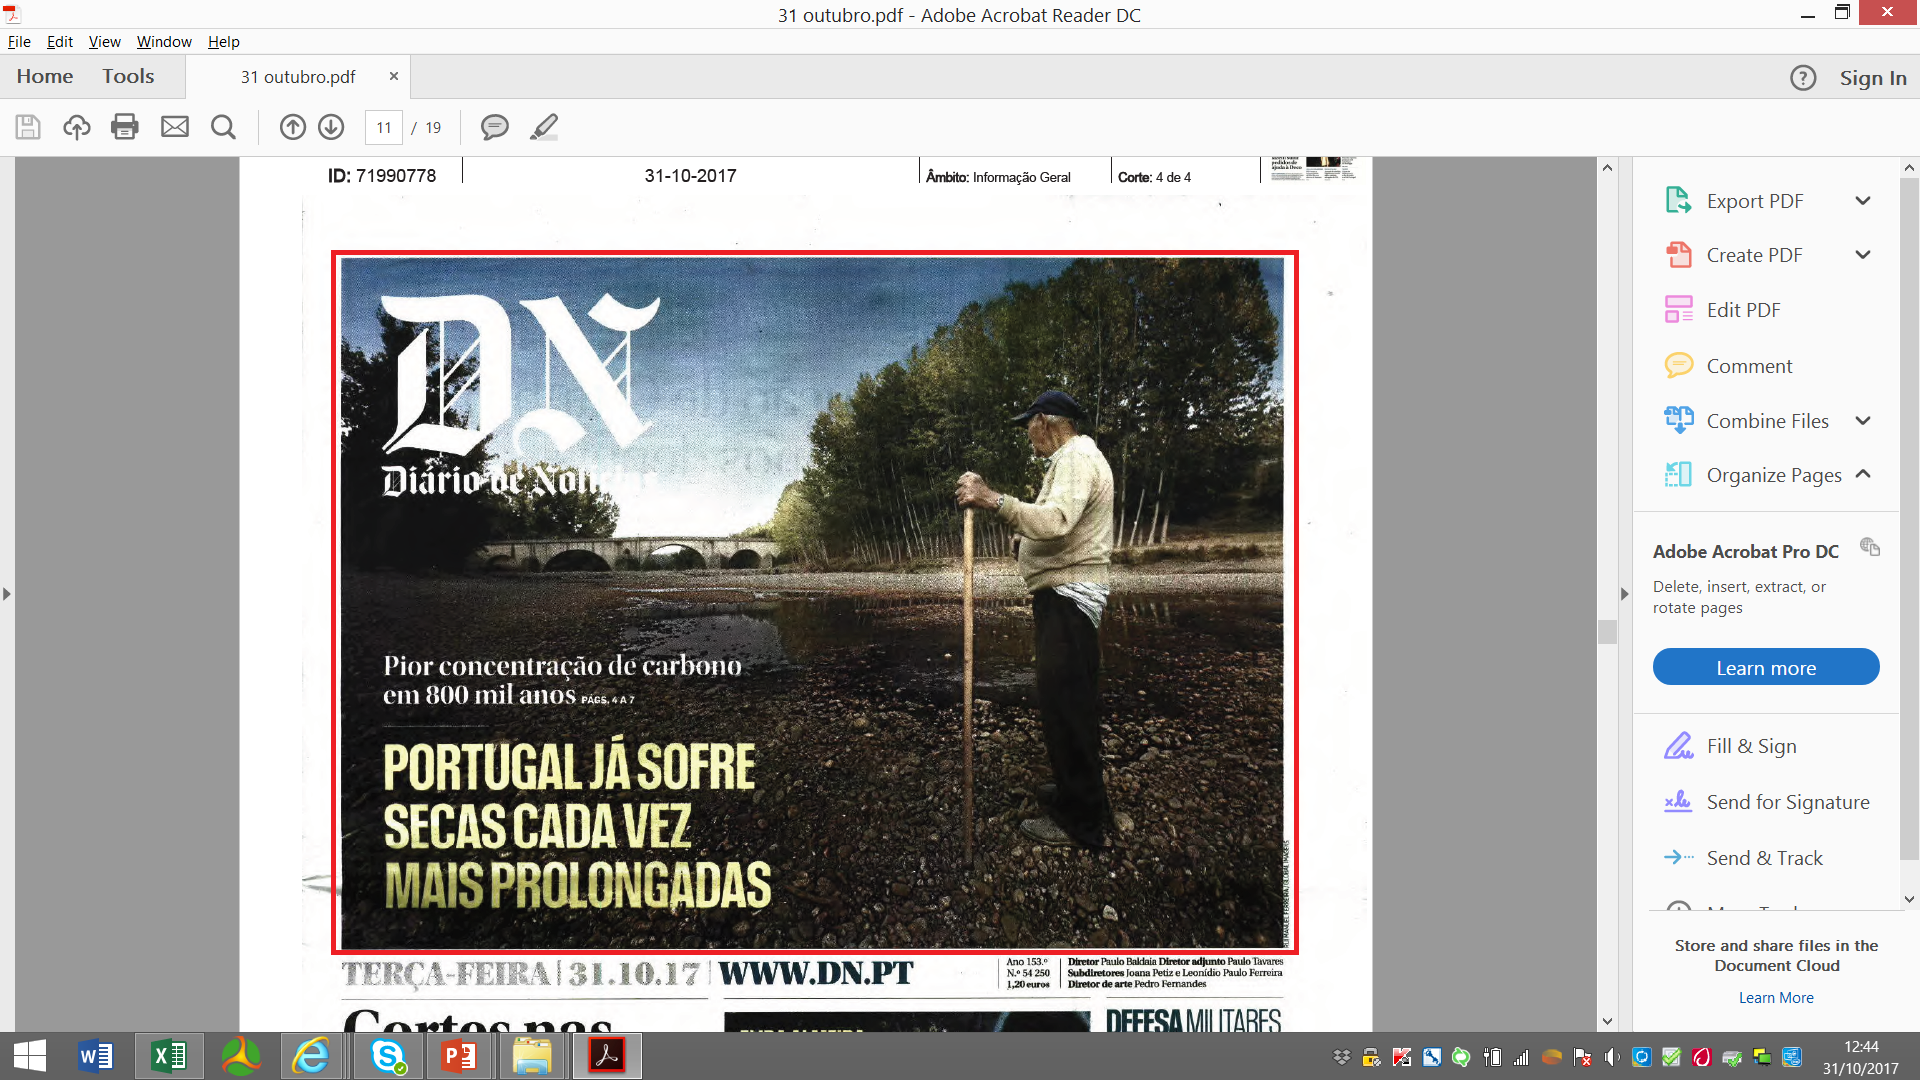 31 outubro.pdf - Adobe Acrobat Reader DC
File Edit View Window Help
Home Tools 31 outubro.pdf × ? Sign In
11 / 19
ID: 71990778 31-10-2017 Âmbito: Informação Geral Corte: 4 de 4
DN
Diário de
Pior concentração de carbono
em 800 mil anos PÁGS. 4 A 7
PORTUGAL JÁ SOFRE
SECAS CADA VEZ
MAIS PROLONGADAS
TERÇA-FEIRA | 31.10.17 | WWW.DN.PT
Ano 153.º
N.º 54 250
1,20 euros
Diretor Paulo Baldaia Diretor adjunto Paulo Tavares
Subdiretores Joana Petiz e Leonídio Paulo Ferreira
Diretor de arte Pedro Fernandes
Cortes nas
DEFESA MILITARES
Export PDF
Create PDF
Edit PDF
Comment
Combine Files
Organize Pages
Adobe Acrobat Pro DC
Delete, insert, extract, or
rotate pages
Learn more
Fill & Sign
Send for Signature
Send & Track
Store and share files in the
Document Cloud
Learn More
12:44
31/10/2017